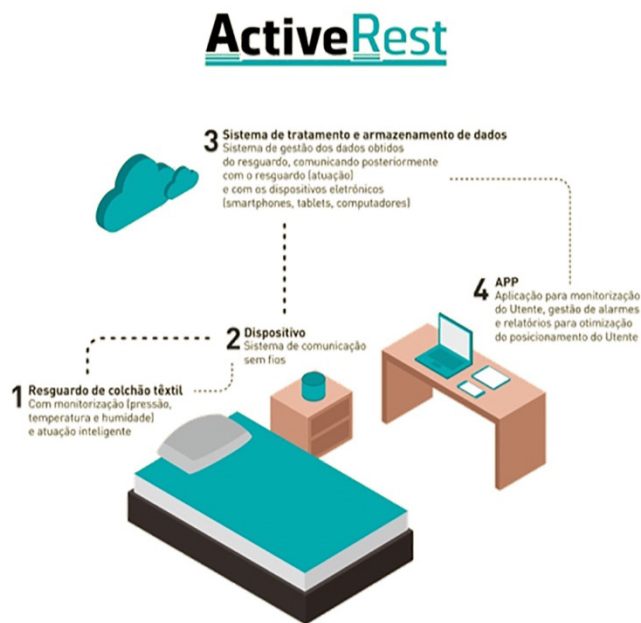 ActiveRest
3 Sistema de tratamento e armazenamento de dados
Sistema de gestão dos dados obtidos
do resguardo, comunicando posteriormente
com o resguardo (atuação)
e com os dispositivos eletrónicos
(smartphones, tablets, computadores)
4 APP
Aplicação para monitorização
do Utente, gestão de alarmes
e relatórios para otimização
do posicionamento do Utente
2 Dispositivo
Sistema de comunicação
sem fios
1 Resguardo de colchão têxtil
Com monitorização (pressão,
temperatura e humidade)
e atuação inteligente